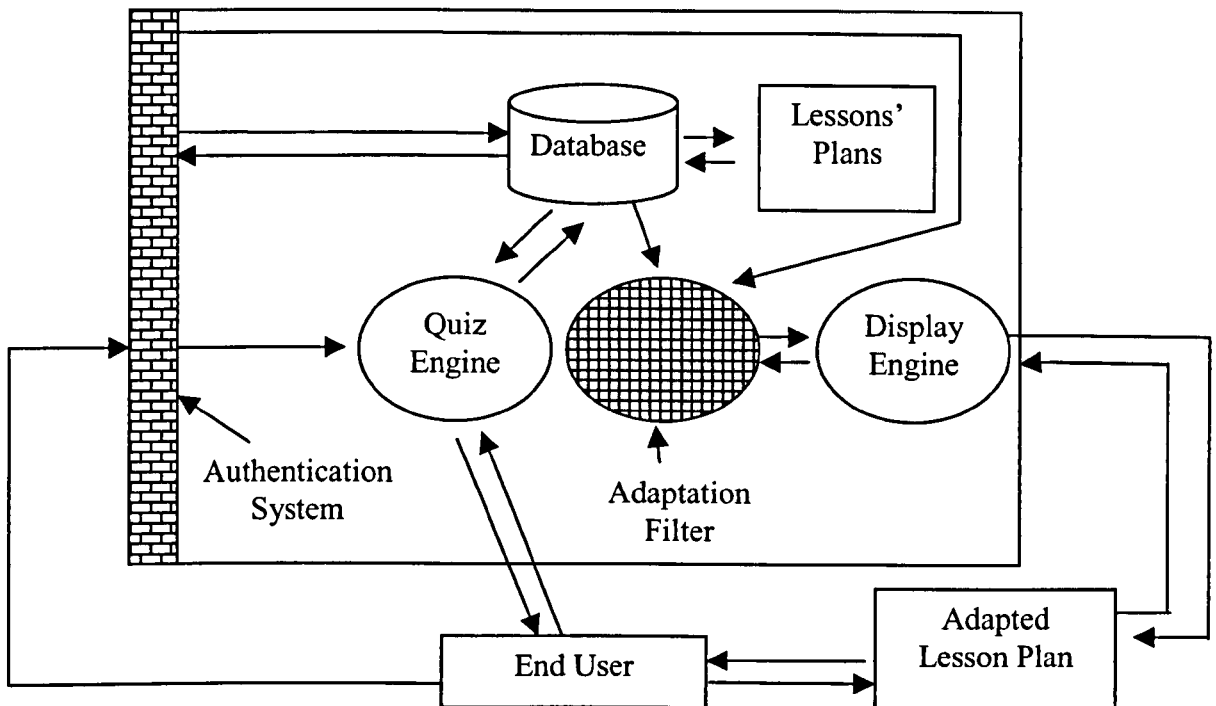 Database
Lessons’
Plans
Quiz
Engine
Display
Engine
Authentication
System
Adaptation
Filter
End User
Adapted
Lesson Plan